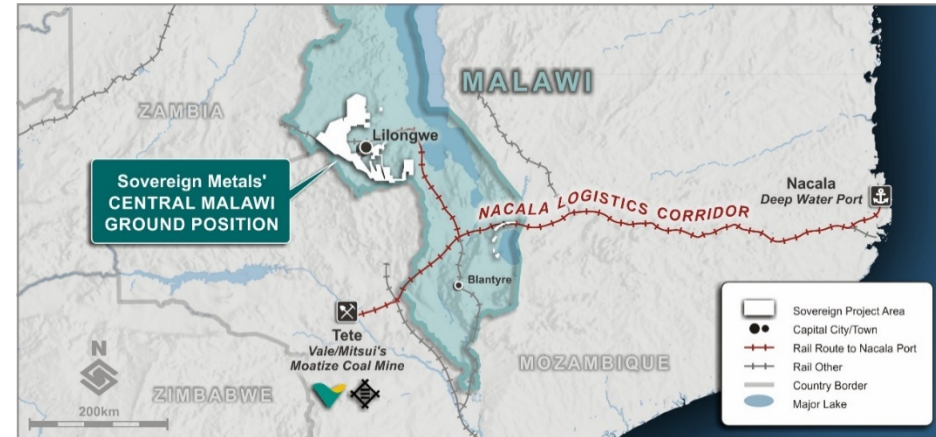 MALAWI
ZAMBIA
Lilongwe
Sovereign Metals'
CENTRAL MALAWI
GROUND POSITION
Nacala
Deep Water Port
NACALA LOGISTICS CORRIDOR
Blantyre
Tete
Vale/Mitsui's
Moatize Coal Mine
MOZAMBIQUE
ZIMBABWE
N
200km
Sovereign Project Area
Capital City/Town
Rail Route to Nacala Port
Rail Other
Country Border
Major Lake